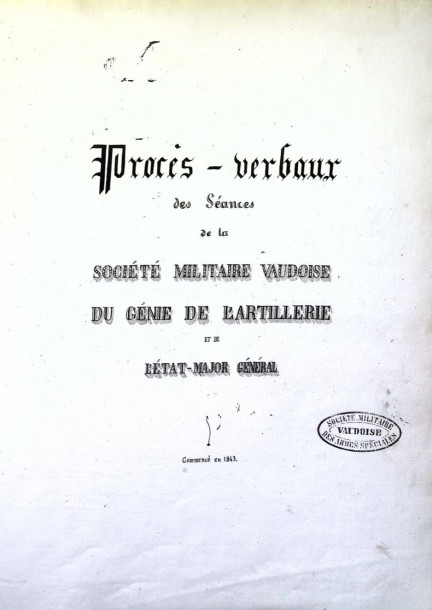 Procès - verbaux
des Séances
de la
SOCIÉTÉ MILITAIRE VAUDOISE
DU GÉNIE DE L'ARTILLERIE
ET DE
L'ÉTAT-MAJOR GÉNÉRAL
Commencé en 1843.
SOCIÉTÉ MILITAIRE
VAUDOISE
DES ARMES SPÉCIALES